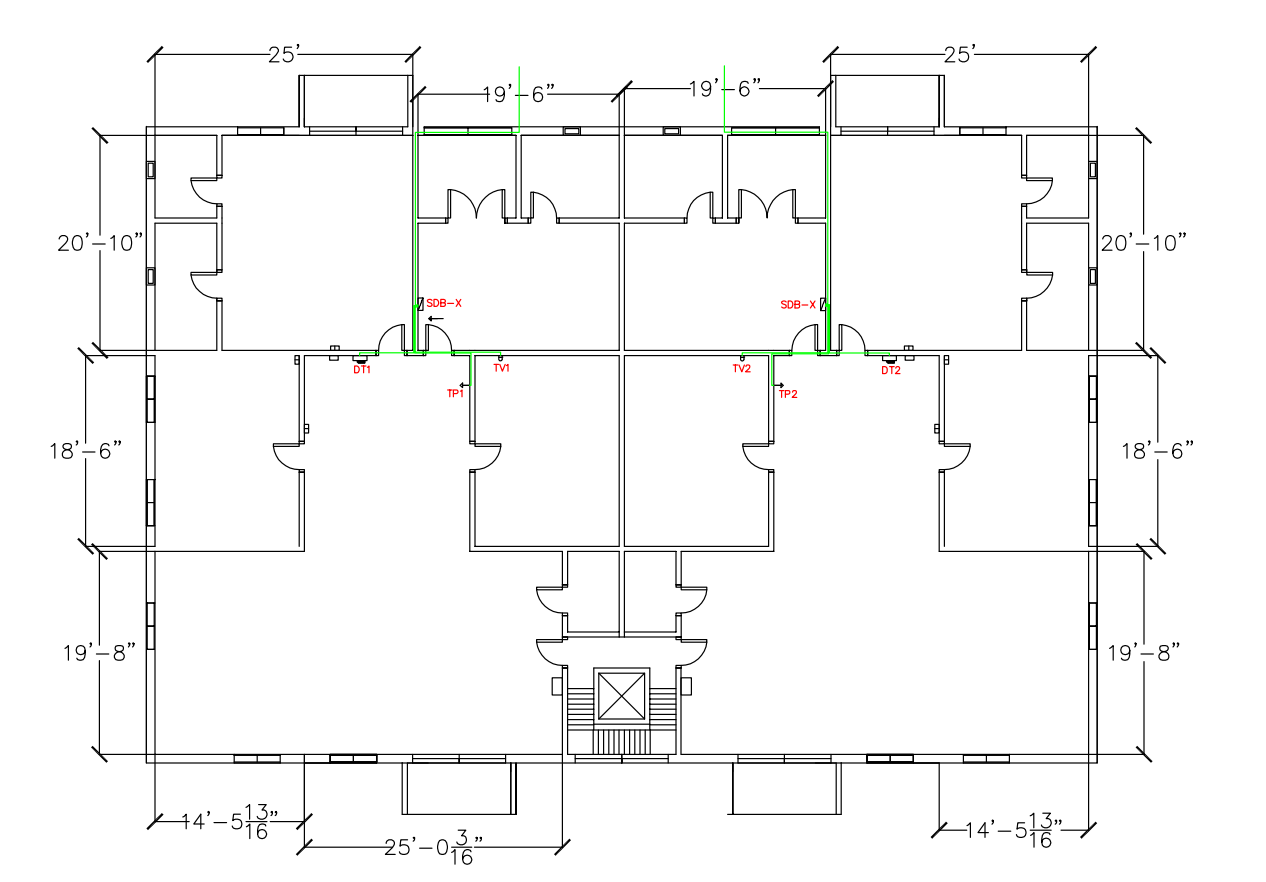 25'
25'
19'-6"
19'-6"
20'-10"
20'-10"
SDB-X
SDB-X
DT1
TV1
TV2
DT2
TP1
TP2
18'-6"
18'-6"
19'-8"
19'-8"
14'-5 13/16"
14'-5 13/16"
25'-0 3/16"